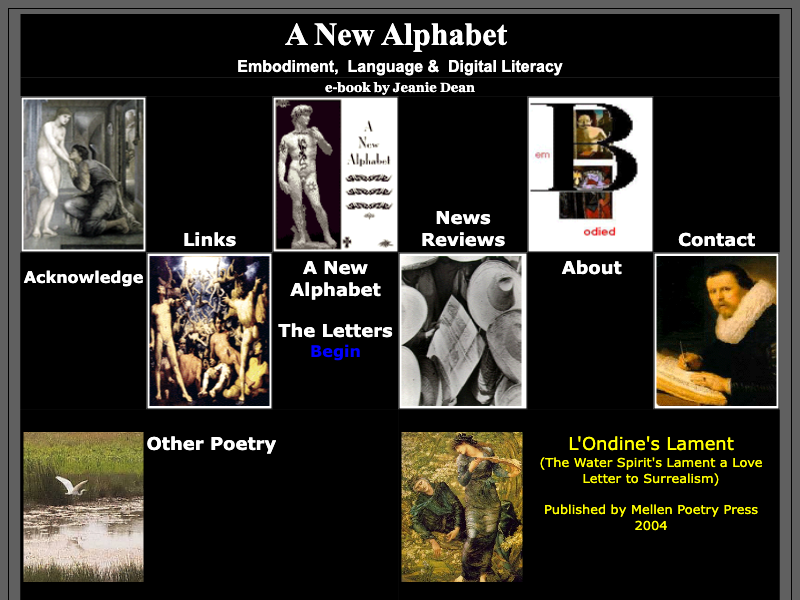 A New Alphabet
Embodiment, Language & Digital Literacy
e-book by Jeanie Dean
Links
A
New
Alphabet
News
Reviews
em
B
odied
Contact
Acknowledge
A New
Alphabet
The Letters
Begin
About
Other Poetry
L'Ondine's Lament
(The Water Spirit's Lament a Love
Letter to Surrealism)
Published by Mellen Poetry Press
2004